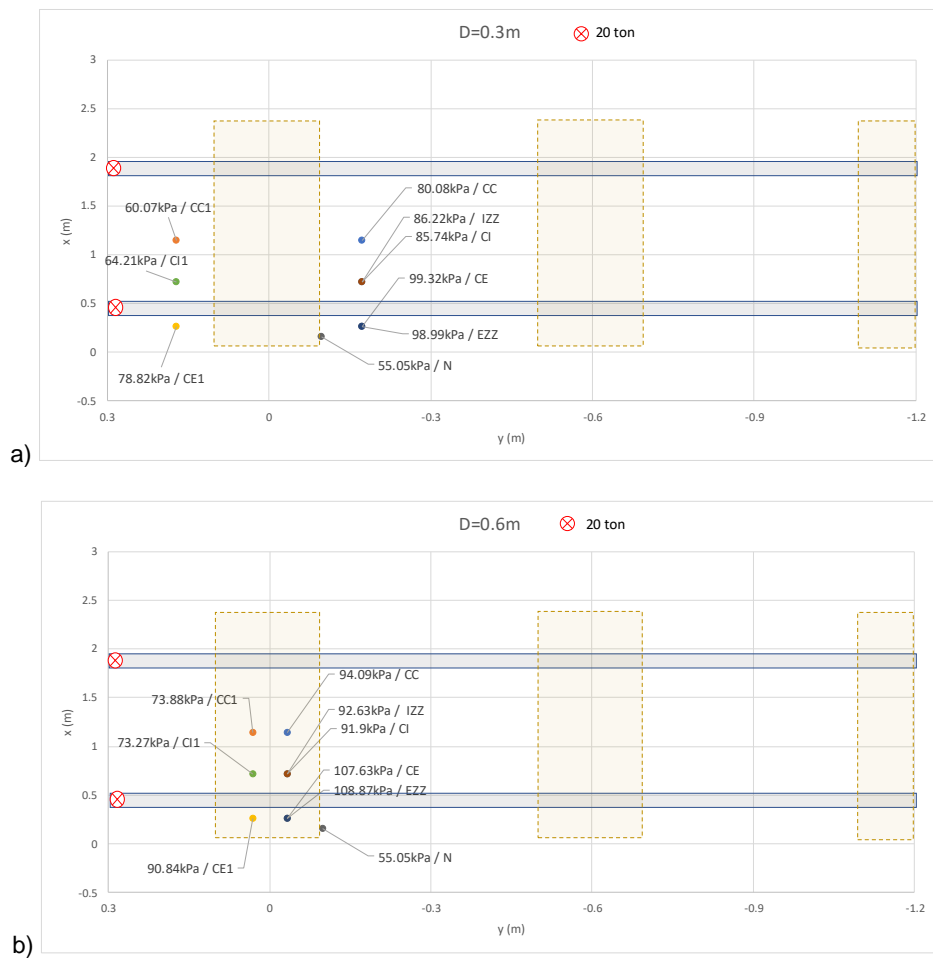 D=0.3m
20 ton
3
2.5
2
1.5
1
0.5
0
-0.5
x (m)
60.07kPa / CC1
64.21kPa / CI1
78.82kPa / CE1
80.08kPa / CC
86.22kPa / IZZ
85.74kPa / CI
99.32kPa / CE
98.99kPa / EZZ
55.05kPa / N
0.3
0
-0.3
-0.6
-0.9
-1.2
y (m)
a)
D=0.6m
20 ton
3
2.5
2
1.5
1
0.5
0
-0.5
x (m)
73.88kPa / CC1
73.27kPa / CI1
90.84kPa / CE1
94.09kPa / CC
92.63kPa / IZZ
91.9kPa / CI
107.63kPa / CE
108.87kPa / EZZ
55.05kPa / N
0.3
0
-0.3
-0.6
-0.9
-1.2
y (m)
b)